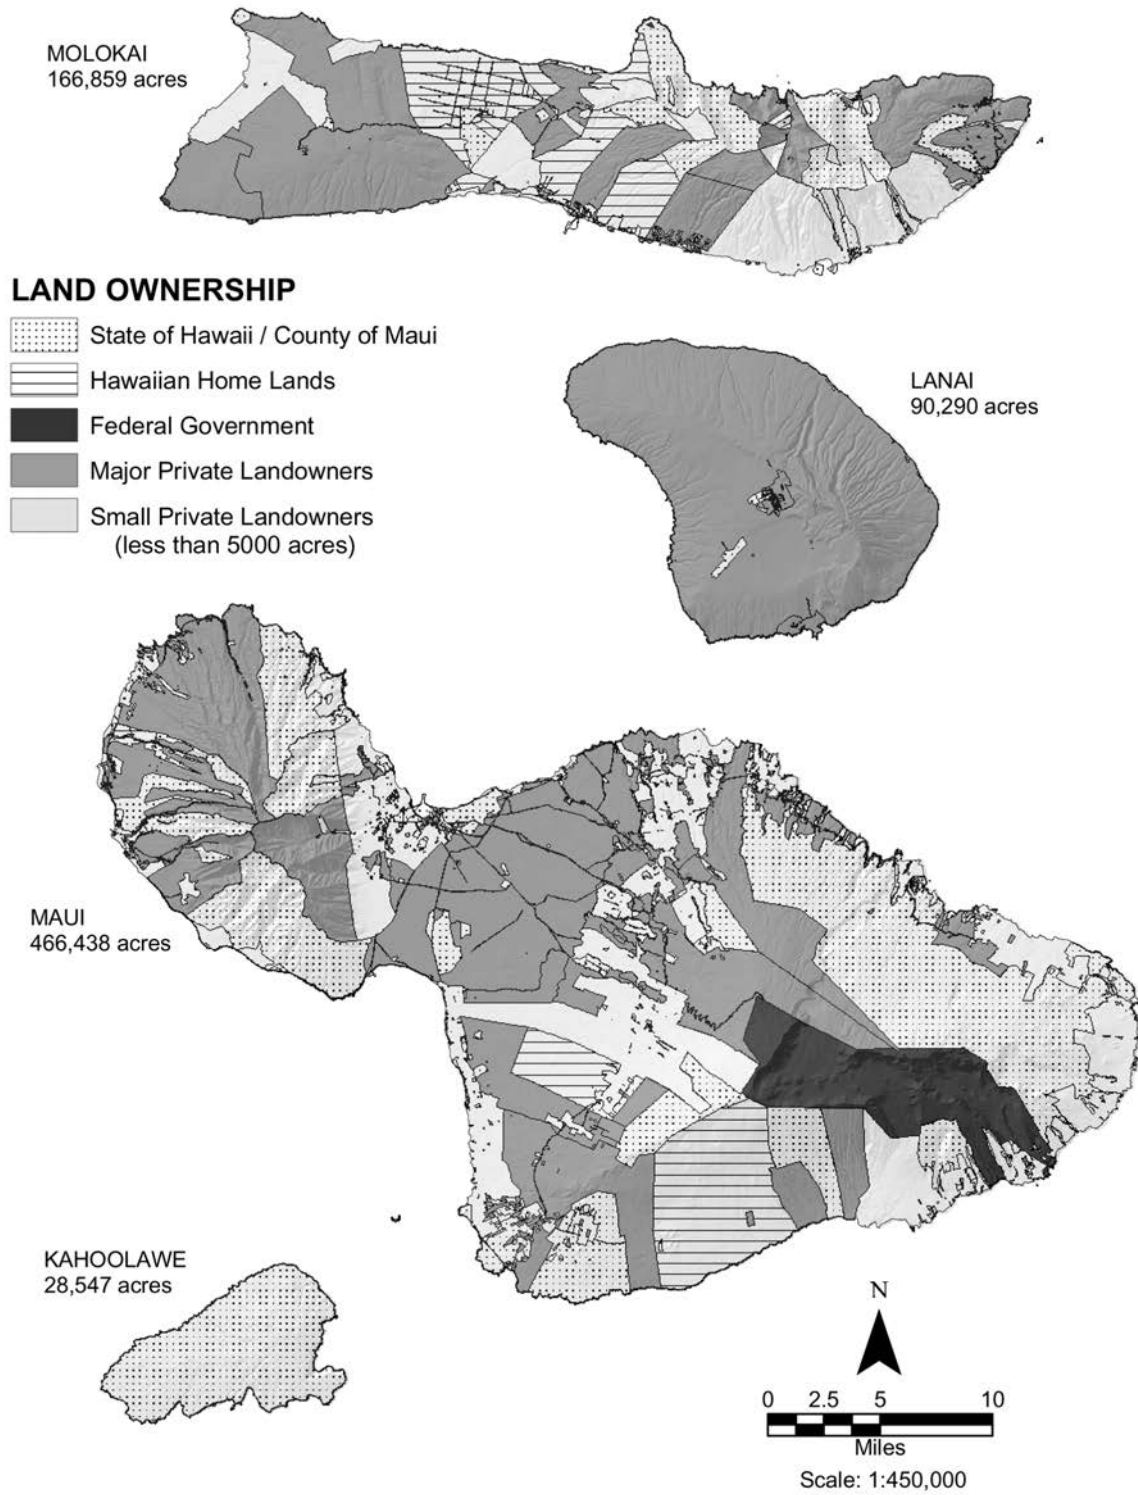 MOLOKAI
166,859 acres
LAND OWNERSHIP
State of Hawaii / County of Maui
Hawaiian Home Lands
Federal Government
Major Private Landowners
Small Private Landowners
(less than 5000 acres)
LANAI
90,290 acres
MAUI
466,438 acres
KAHOOLAWE
28,547 acres
N
0 2.5 5 10
Miles
Scale: 1:450,000